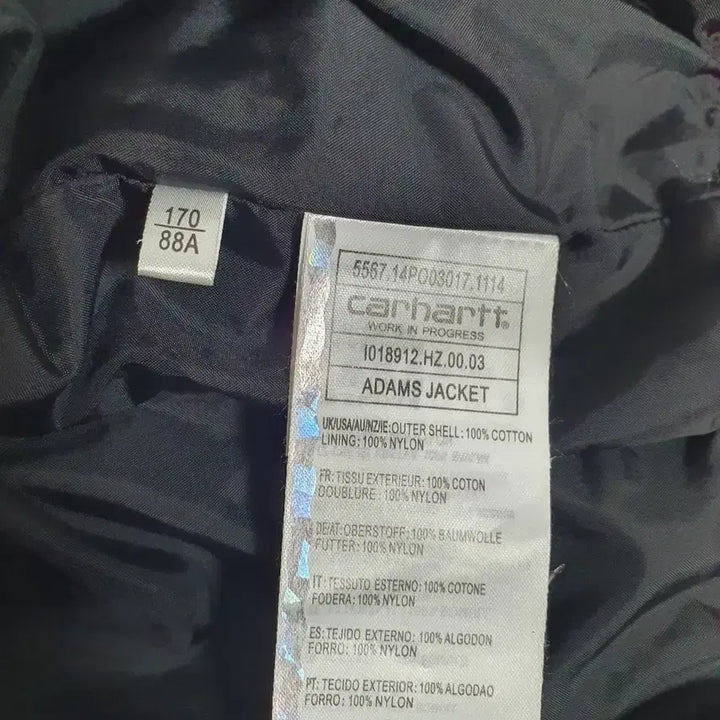 170
88A
5567.14PO03017.1114
carhartt®
WORK IN PROGRESS
I018912.HZ.00.03
ADAMS JACKET
UK/USA/AU/NZ/IE:OUTER SHELL:100% COTTON
LINING:100% NYLON
FR:TISSU EXTERIEUR:100% COTON
DOUBLURE :100% NYLON
DE/AT:OBERSTOFF:100% BAUMWOLLE
FUTTER:100% NYLON
IT:TESSUTO ESTERNO:100% COTONE
FODERA:100% NYLON
ES:TEJIDO EXTERNO:100% ALGODON
FORRO:100% NYLON
PT:TECIDO EXTERIOR:100% ALGODAO
FORRO:100% NYLON